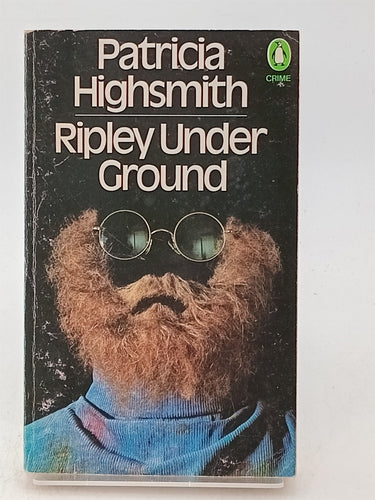 Patricia
Highsmith
Ripley Under
Ground
CRIME